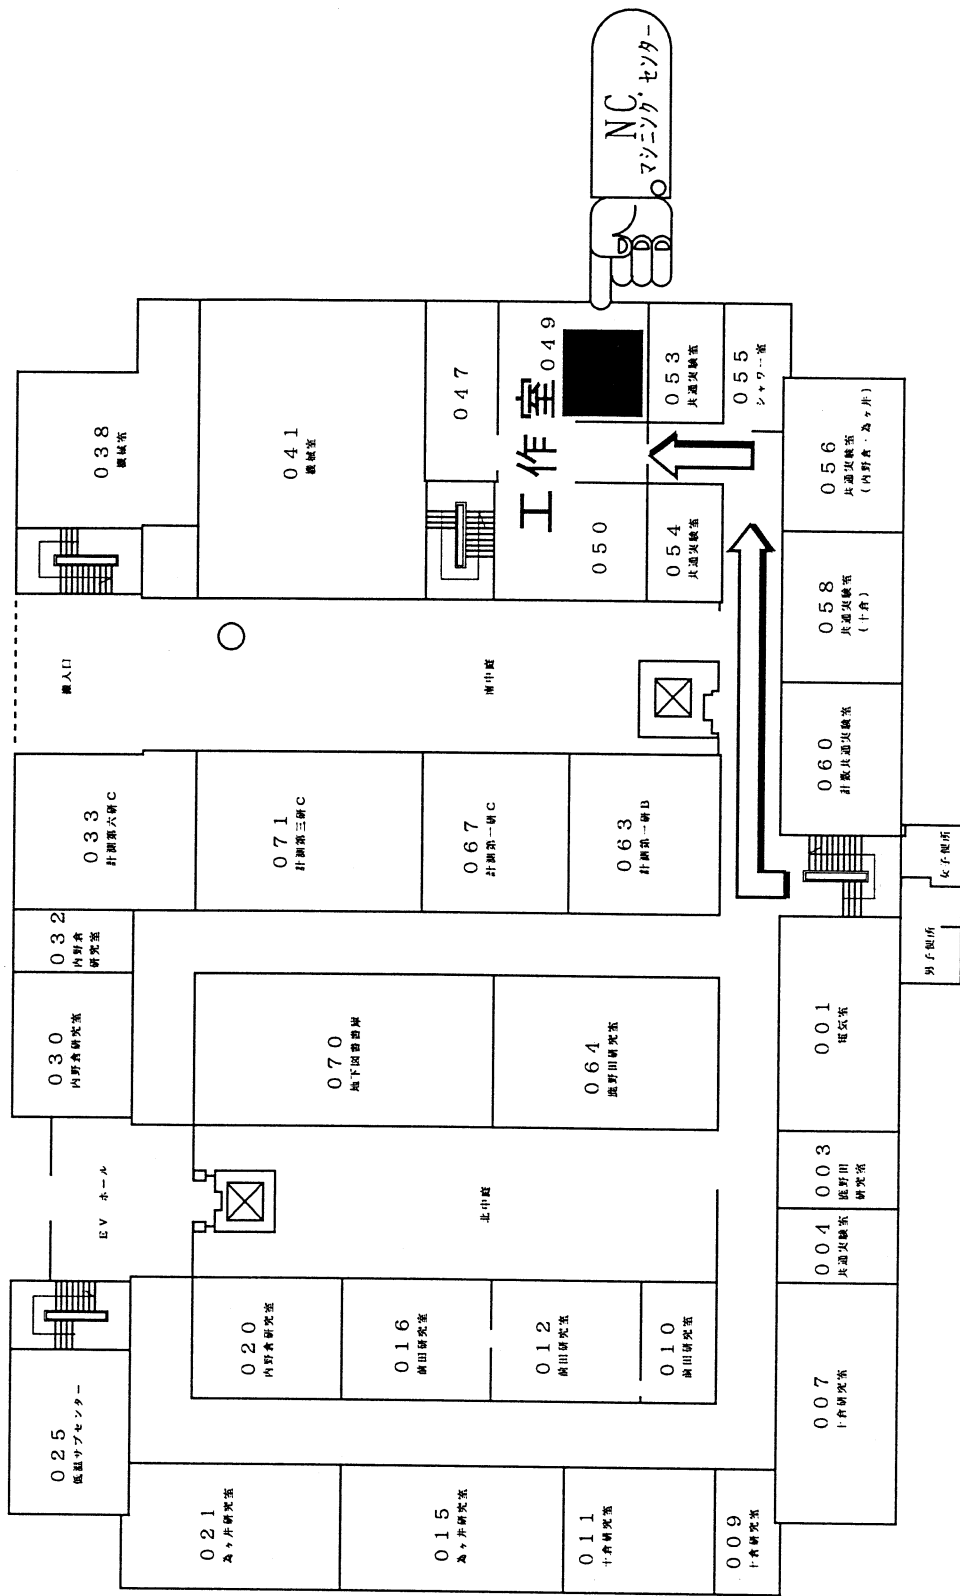 NC
マシニング・センター
038
機械室
041
機械室
047
049
工作室
050
053
共通実験室
054
共通実験室
055
シャワー室
056
共通実験室
(内野倉・為ヶ井)
058
共通実験室
(十倉)
060
計数共通実験室
女子便所
男子便所
搬入口
南中庭
033
計測第六研C
071
計測第三研C
067
計測第一研C
063
計測第一研B
032
内野倉
研究室
030
内野倉研究室
070
地下図書書庫
064
鹿野田研究室
001
電気室
003
鹿野田
研究室
004
共通実験室
007
十倉研究室
EV ホール
北中庭
020
内野倉研究室
016
前田研究室
012
前田研究室
010
前田研究室
025
低温サブセンター
021
為ヶ井研究室
015
為ヶ井研究室
011
十倉研究室
009
十倉研究室